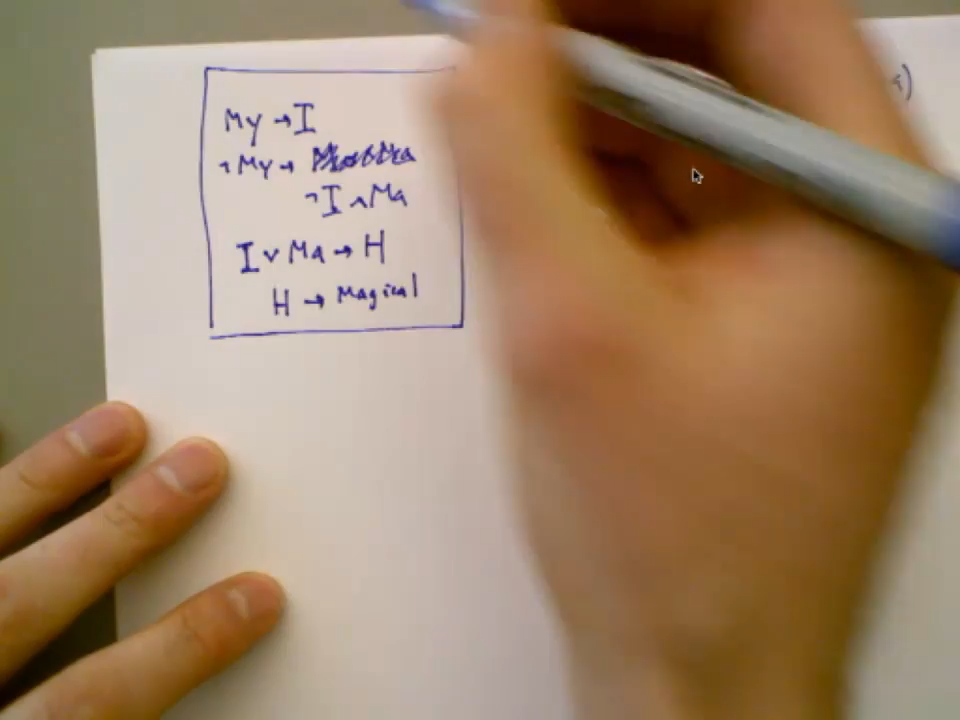 My → I
¬My →
¬I ∧ Ma
I ∨ Ma → H
H → Magical